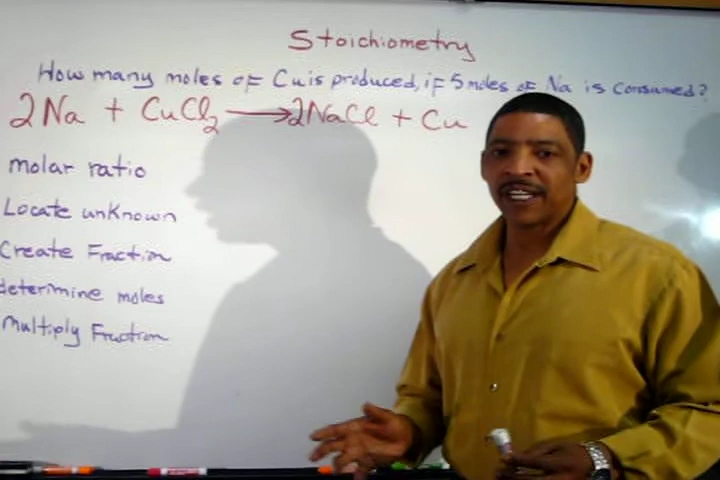 Stoichiometry
How many moles of Cu is produced, if 5 moles of Na is consumed?
2Na + CuCl2 → 2NaCl + Cu
molar ratio
Locate unknown
Create Fraction
determine moles
Multiply Fraction